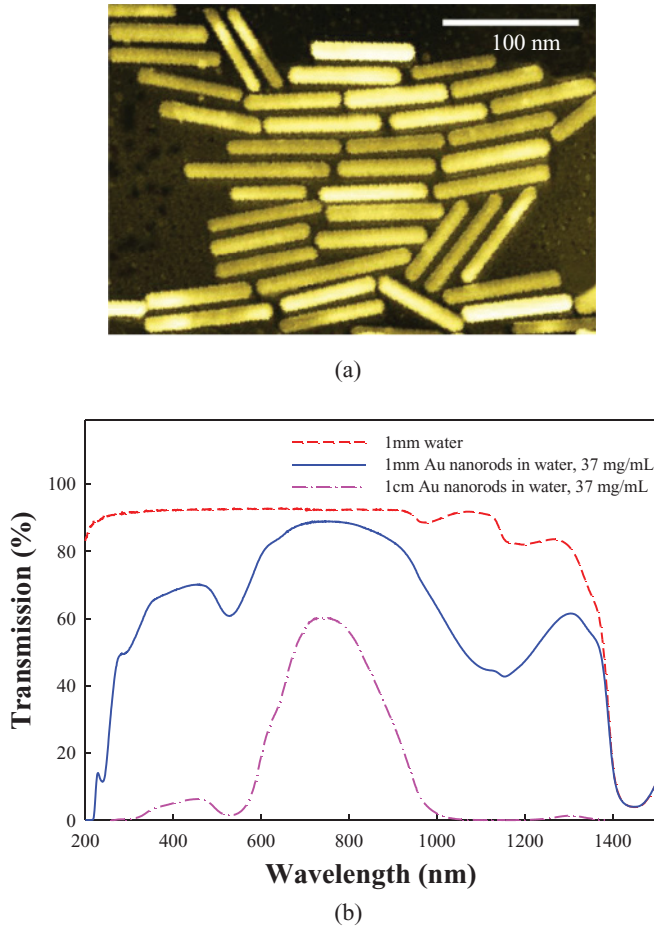 100 nm
(a)
1mm water
1mm Au nanorods in water, 37 mg/mL
1cm Au nanorods in water, 37 mg/mL
Transmission (%)
100
80
60
40
20
0
200 400 600 800 1000 1200 1400
Wavelength (nm)
(b)